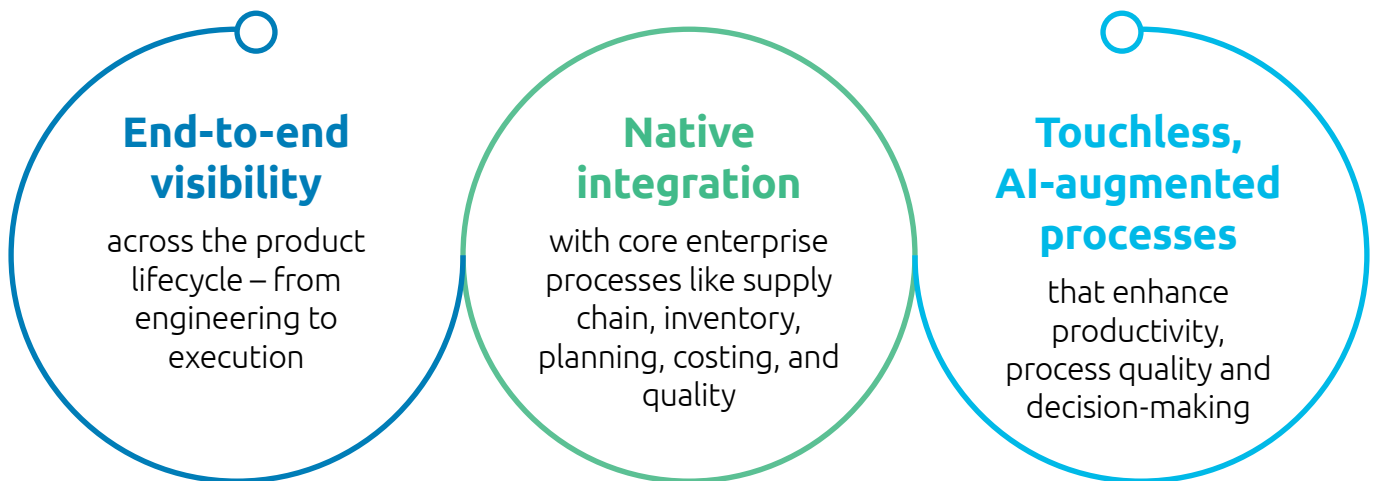 End-to-end
visibility
across the product
lifecycle – from
engineering to
execution
Native
integration
with core enterprise
processes like supply
chain, inventory,
planning, costing, and
quality
Touchless,
AI-augmented
processes
that enhance
productivity,
process quality and
decision-making